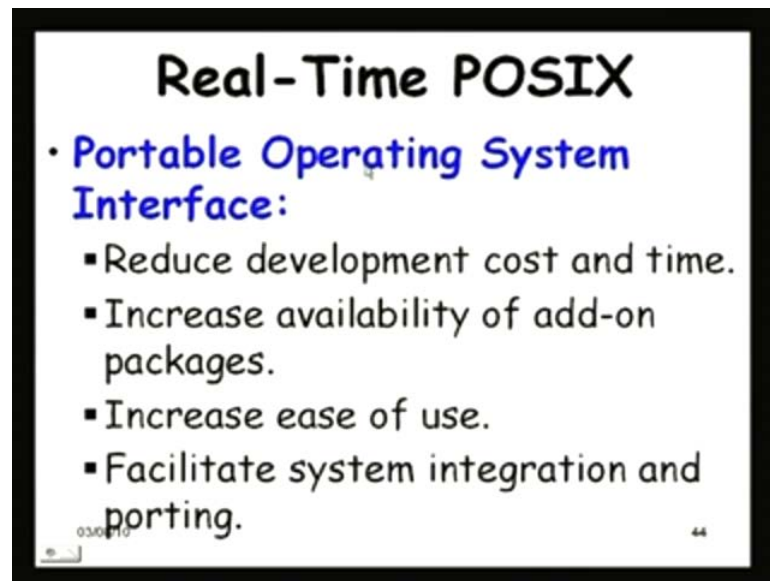 Real-Time POSIX
• Portable Operating System
Interface:
▪Reduce development cost and time.
▪Increase availability of add-on
packages.
▪Increase ease of use.
▪Facilitate system integration and
porting.
44